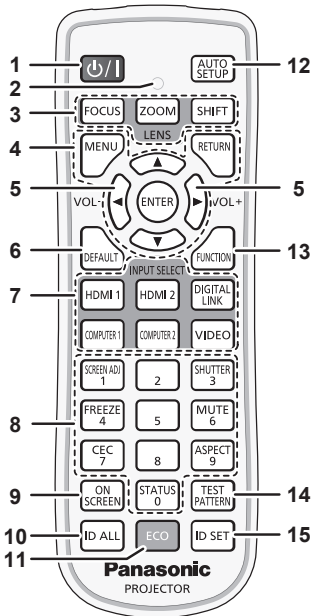 1 ⏻/I AUTO SETUP 12
2
3 FOCUS ZOOM SHIFT
LENS
4 MENU RETURN
5 ▲ 5
VOL- ◀ ENTER ▶ VOL+
▼
6 DEFAULT FUNCTION 13
INPUT SELECT
7 HDMI 1 HDMI 2 DIGITAL LINK
COMPUTER 1 COMPUTER 2 VIDEO
SCREEN ADJ 1 2 SHUTTER 3
8 FREEZE 4 5 MUTE 6
CEC 7 8 ASPECT 9
9 ON SCREEN STATUS 0 TEST PATTERN 14
10 ID ALL ECO ID SET 15
11
Panasonic
PROJECTOR